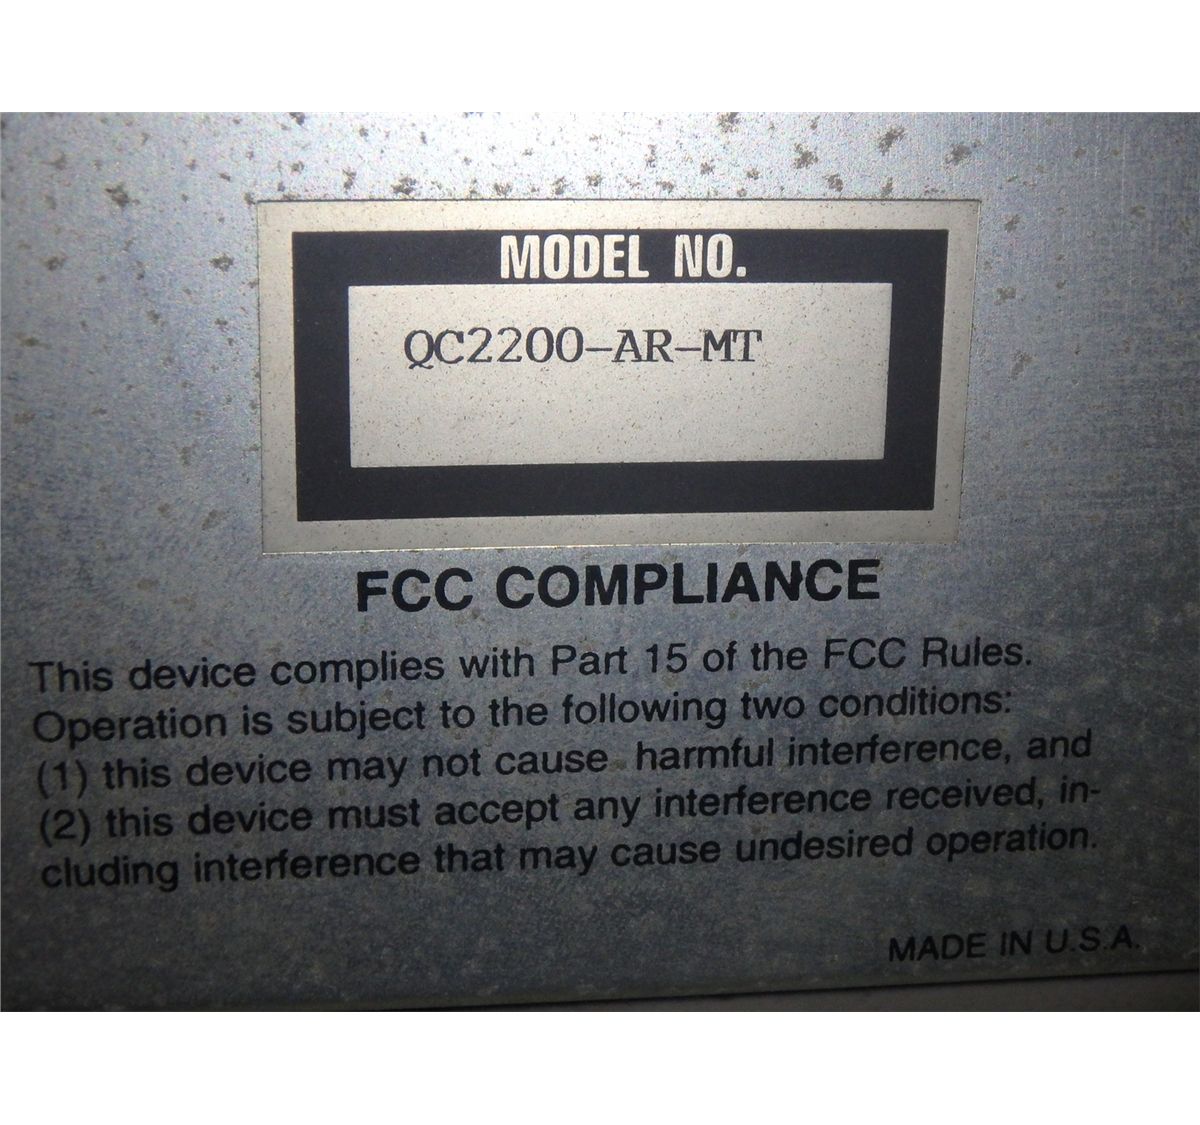 MODEL NO.
QC2200-AR-MT
FCC COMPLIANCE
This device complies with Part 15 of the FCC Rules.
Operation is subject to the following two conditions:
(1) this device may not cause harmful interference, and
(2) this device must accept any interference received, in-
cluding interference that may cause undesired operation.
MADE IN U.S.A.